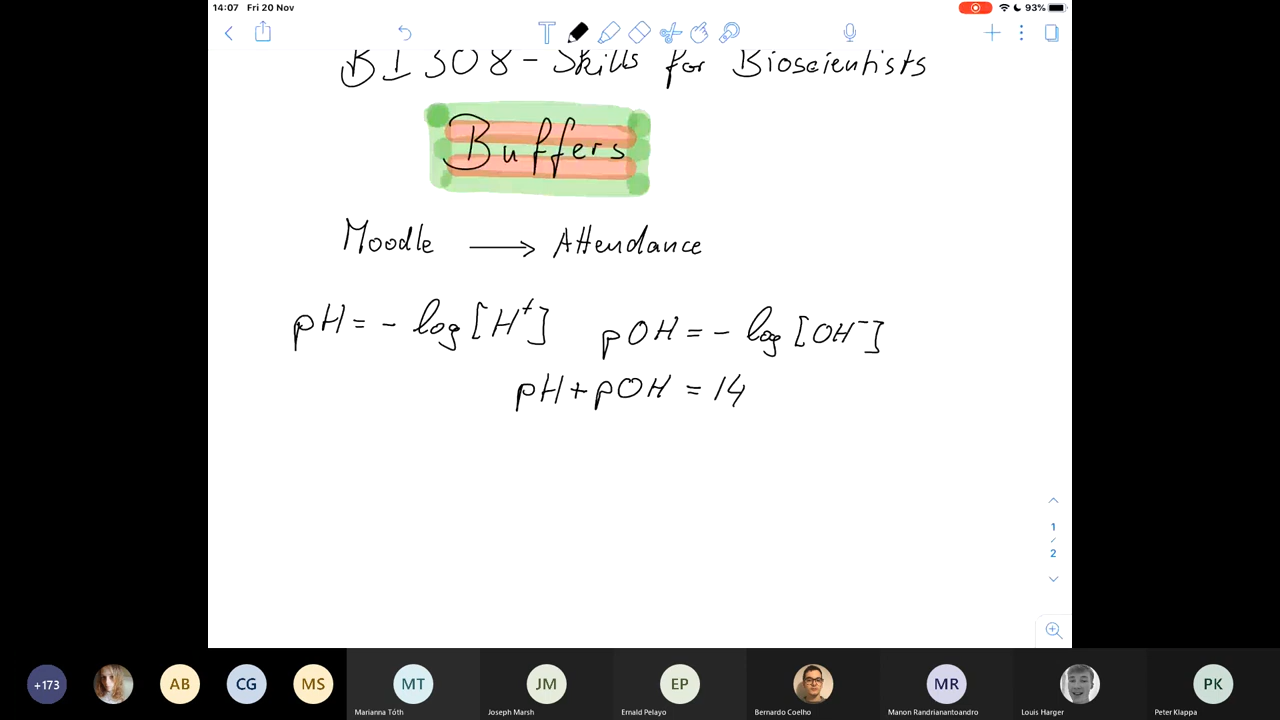 14:07 Fri 20 Nov
93%
BI308 - Skills for Bioscientists
Buffers
Moodle → Attendance
pH = - log [H⁺] pOH = - log [OH⁻]
pH + pOH = 14
1
/
2
+173
AB
CG
MS
MT
JM
EP
MR
PK
Marianna Tóth
Joseph Marsh
Ernald Pelayo
Bernardo Coelho
Manon Randrianantoandro
Louis Harger
Peter Klappa